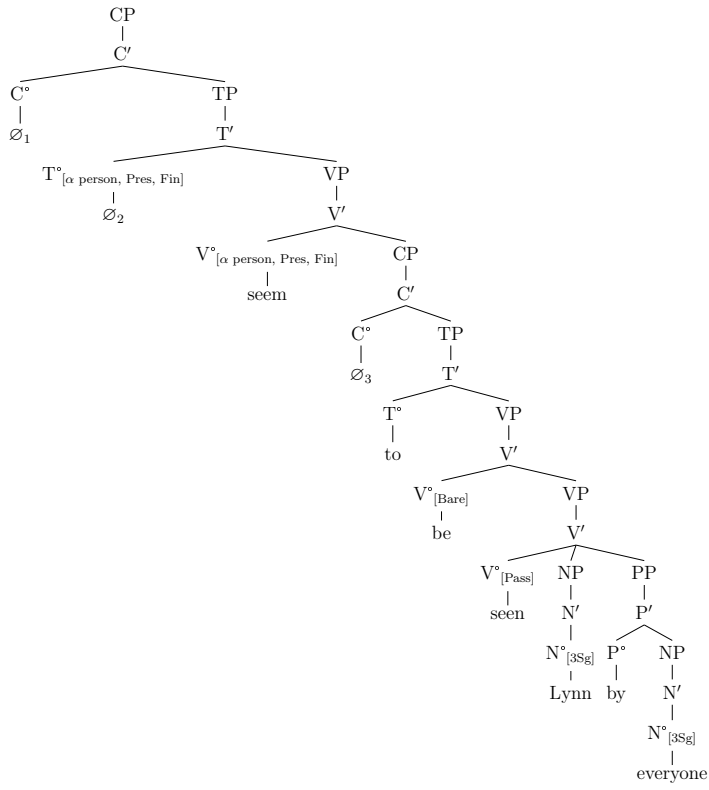 CP
C′
C° TP
∅1 T′
T°[α person, Pres, Fin] VP
∅2 V′
V°[α person, Pres, Fin] CP
seem C′
C° TP
∅3 T′
T° VP
to V′
V°[Bare] VP
be V′
V°[Pass] NP PP
seen N′ P′
N°[3Sg] P° NP
Lynn by N′
N°[3Sg]
everyone